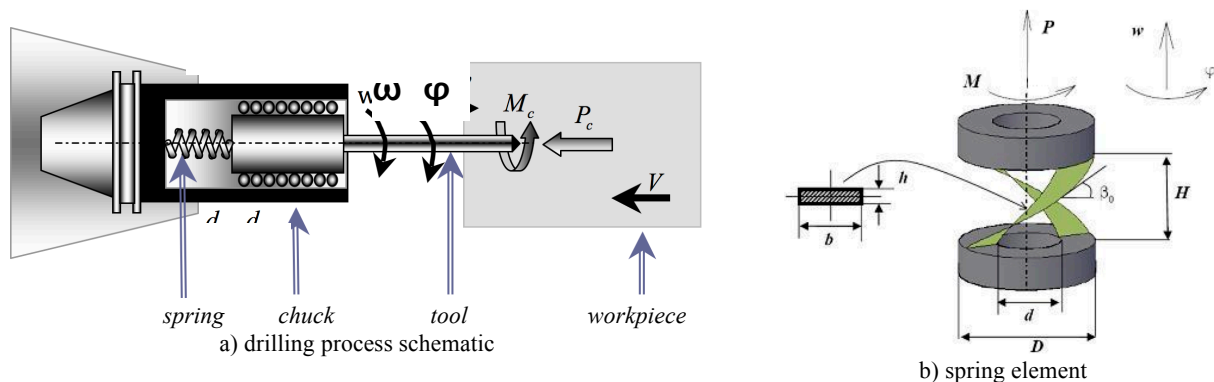 ω φ
M_c
P_c
V
d d
spring
chuck
tool
workpiece
a) drilling process schematic
P
w
φ
M
h
b
β₀
H
d
D
b) spring element